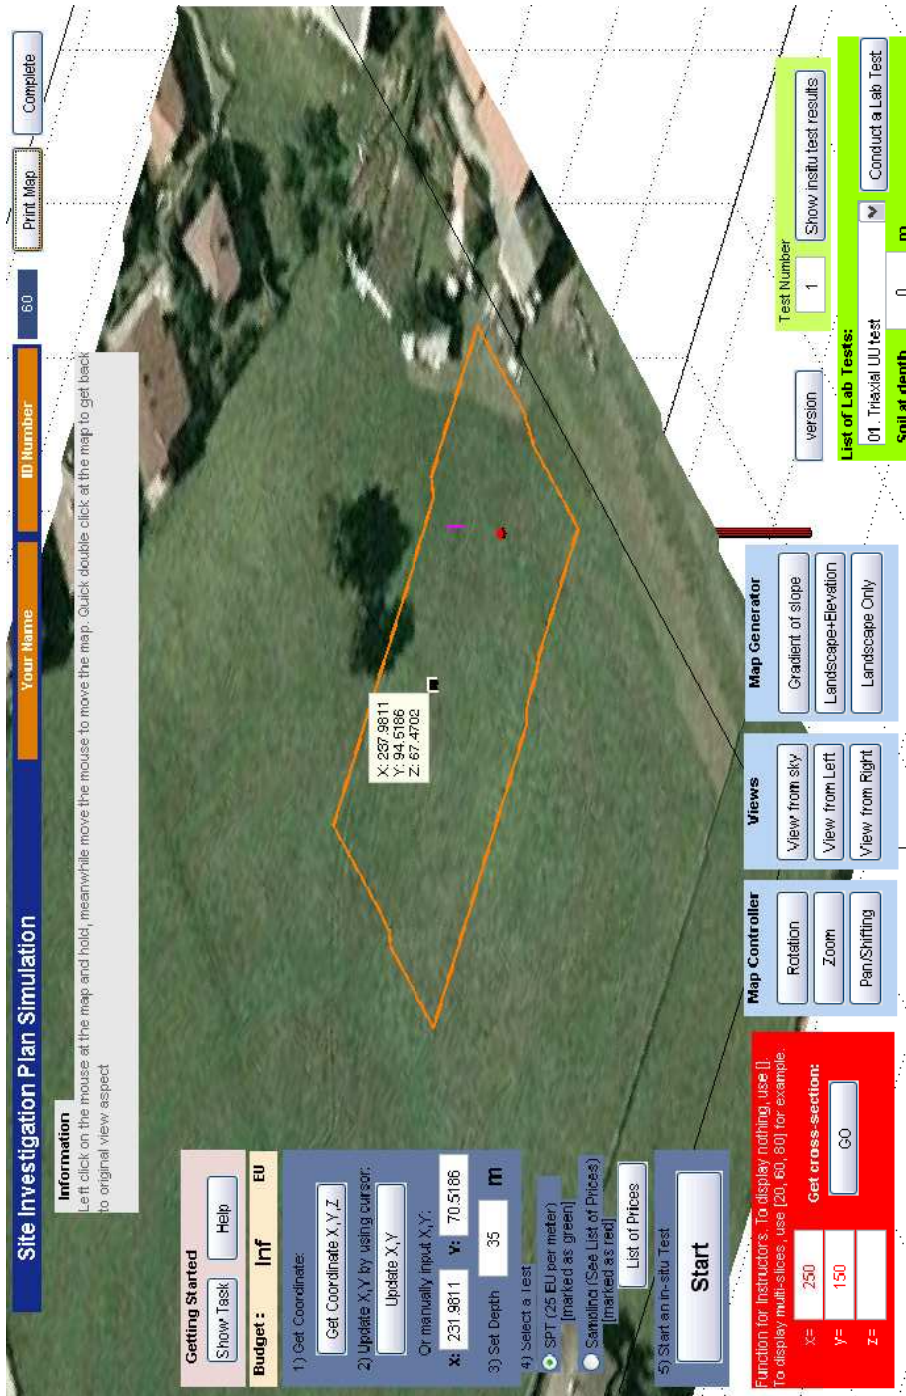 Site Investigation Plan Simulation
Your Name
ID Number
60
Print Map
Complete
Information
Left click on the mouse at the map and hold, meanwhile move the mouse to move the map. Quick double click at the map to get back
to original view aspect
Getting Started
Show Task
Help
Budget :
Inf
EU
1) Get Coordinate:
Get Coordinate X,Y,Z
2) Update X,Y by using cursor:
Update X,Y
Or manually input X,Y:
X: 231.9811 Y: 70.5186
3) Set Depth 35 m
4) Select a Test
SPT (25 EU per meter)
[marked as green]
Sampling (See List of Prices)
[marked as red]
List of Prices
5) Start an In-situ Test
Start
X: 237.9811
Y: 94.5186
Z: 67.4702
Function for Instructors. To display nothing, use [].
To display multi-slices, use [20, 60, 80] for example.
x= 250
Get cross-section:
y= 150
GO
z =
Map Controller
Rotation
Zoom
Pan/Shifting
Views
View from sky
View from Left
View from Right
Map Generator
Gradient of slope
Landscape+Elevation
Landscape Only
version
Test Number
1
Show insitu test results
List of Lab Tests:
01. Triaxial UU test
Conduct a Lab Test
Soil at depth 0 m